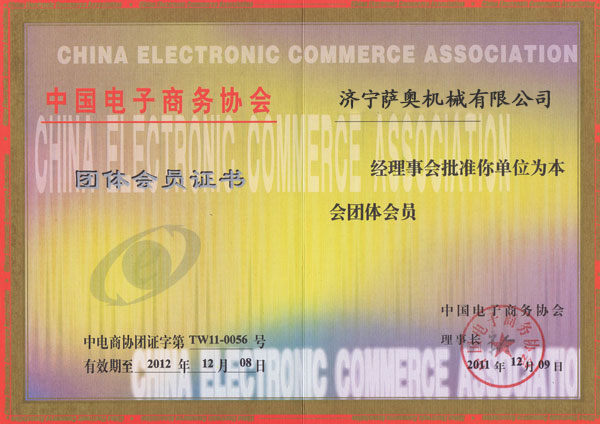 CHINA ELECTRONIC COMMERCE ASSOCIATION
中国电子商务协会
济宁萨奥机械有限公司
CHINA ELECTRONIC COMMERCE ASSOCIATION
团体会员证书
经理事会批准你单位为本
会团体会员
中电商协团证字第 TW11-0056 号
有效期至 2012 年 12 月 08 日
中国电子商务协会
理事长
2011 年 12 月 09 日
CHINA ELECTRONIC COMMERCE ASSOCIATION